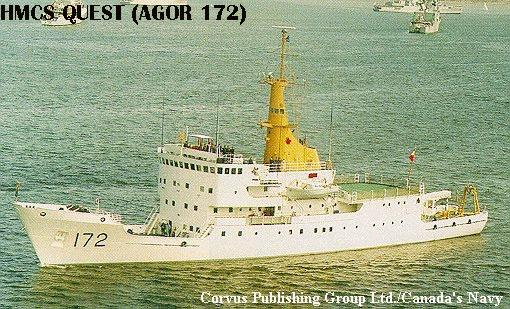 HMCS QUEST (AGOR 172)
172
Corvus Publishing Group Ltd./Canada's Navy